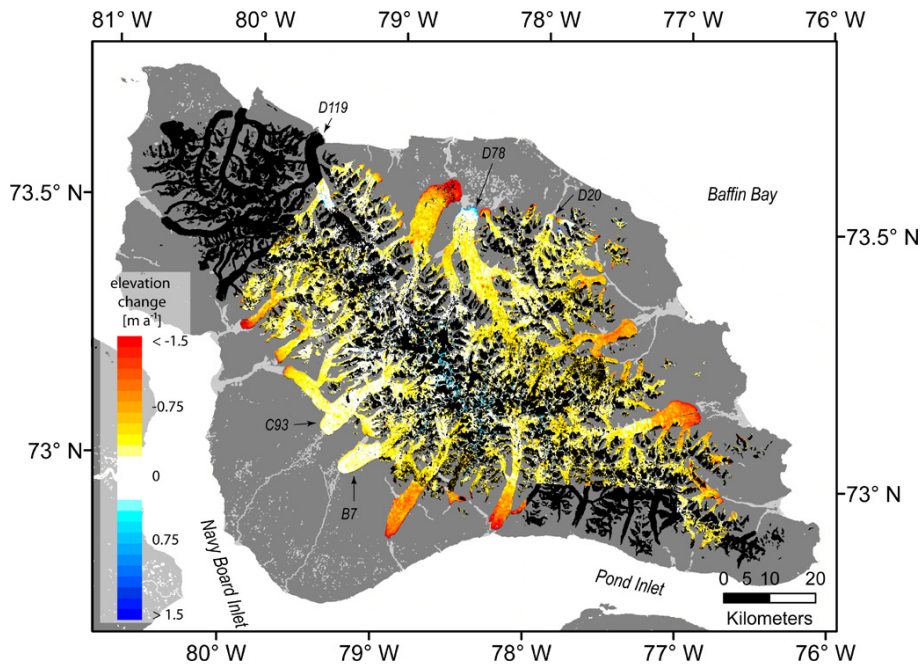 81° W 80° W 79° W 78° W 77° W 76° W
D119
D78
73.5° N
D20
Baffin Bay
73.5° N
elevation
change
[m a⁻¹]
< -1.5
-0.75
C93
73° N
0
73° N
B7
0.75
Navy Board Inlet
Pond Inlet
0 5 10 20
> 1.5
Kilometers
80° W 79° W 78° W 77° W 76° W